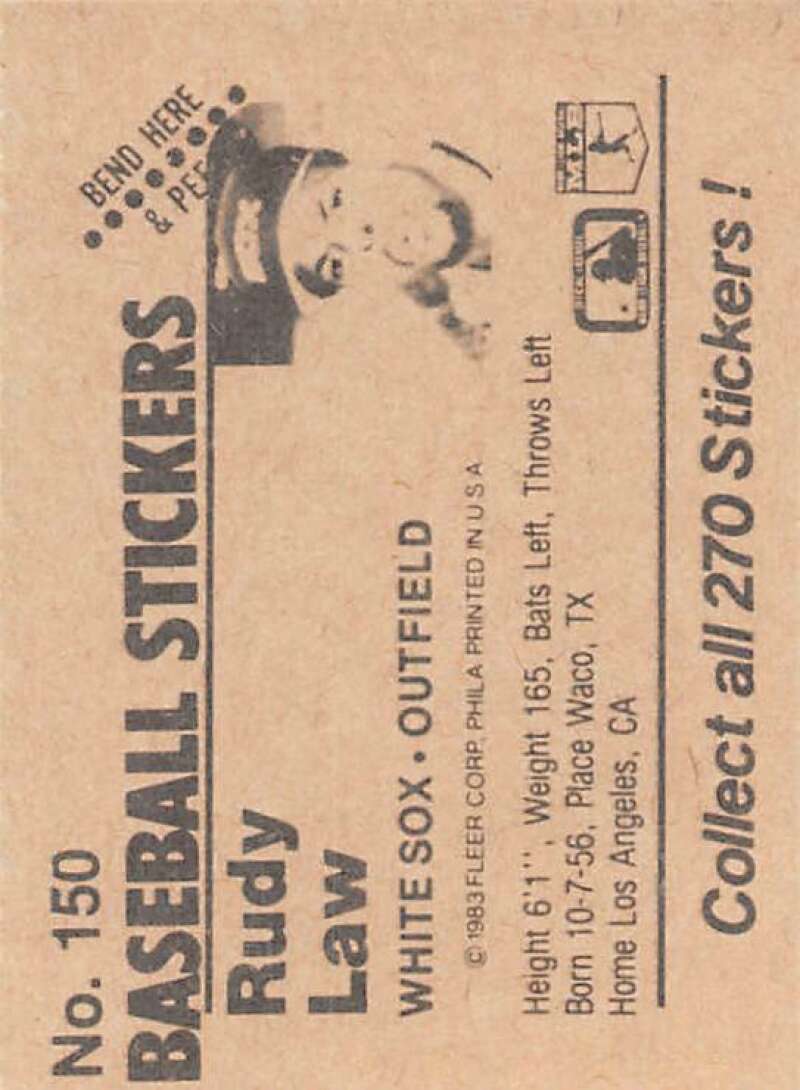 No. 150
BEND HERE
& PEE
BASEBALL STICKERS
Rudy
Law
WHITE SOX • OUTFIELD
© 1983 FLEER CORP. PHILA PRINTED IN U S A
Height 6'1'', Weight 165, Bats Left, Throws Left
Born 10-7-56, Place Waco, TX
Home Los Angeles, CA
Collect all 270 Stickers !